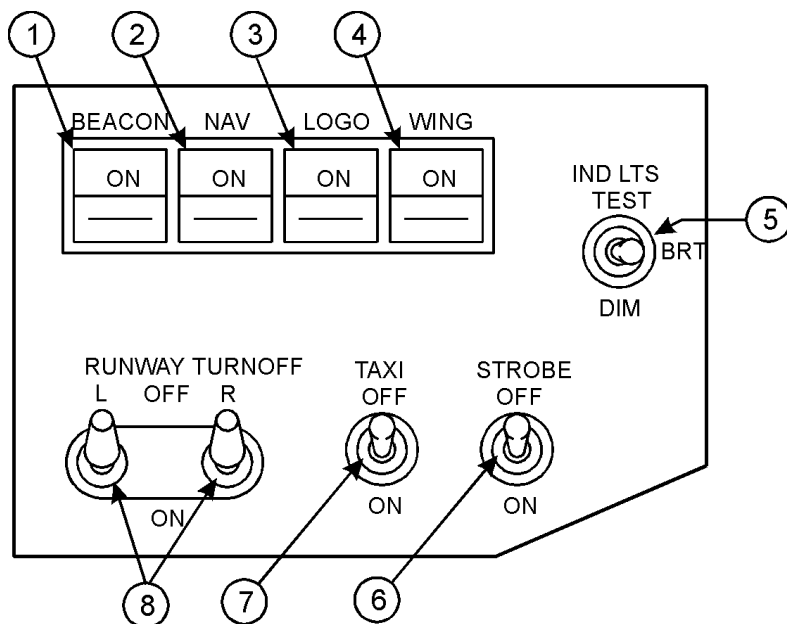 1 2 3 4
BEACON NAV LOGO WING
ON ON ON ON
IND LTS
TEST
5
BRT
DIM
RUNWAY TURNOFF
L OFF R
ON
TAXI
OFF
ON
STROBE
OFF
ON
8 7 6